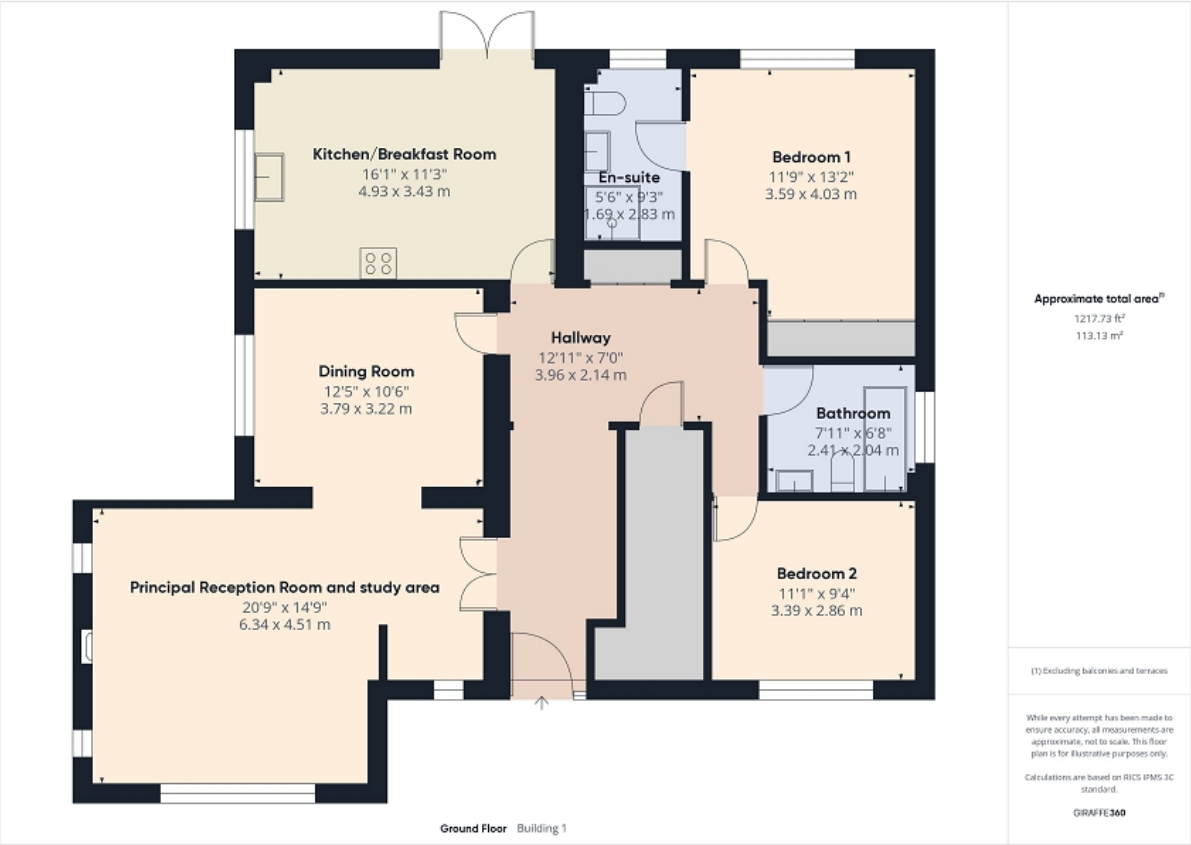 Kitchen/Breakfast Room
16'1" x 11'3"
4.93 x 3.43 m
En-suite
5'6" x 9'3"
1.69 x 2.83 m
Bedroom 1
11'9" x 13'2"
3.59 x 4.03 m
Hallway
12'11" x 7'0"
3.96 x 2.14 m
Dining Room
12'5" x 10'6"
3.79 x 3.22 m
Bathroom
7'11" x 6'8"
2.41 x 2.04 m
Principal Reception Room and study area
20'9" x 14'9"
6.34 x 4.51 m
Bedroom 2
11'1" x 9'4"
3.39 x 2.86 m
Ground Floor Building 1
Approximate total area⁽¹⁾
1217.73 ft²
113.13 m²
(1) Excluding balconies and terraces
While every attempt has been made to
ensure accuracy, all measurements are
approximate, not to scale. This floor
plan is for illustrative purposes only.
Calculations are based on RICS IPMS 3C
standard.
GIRAFFE360